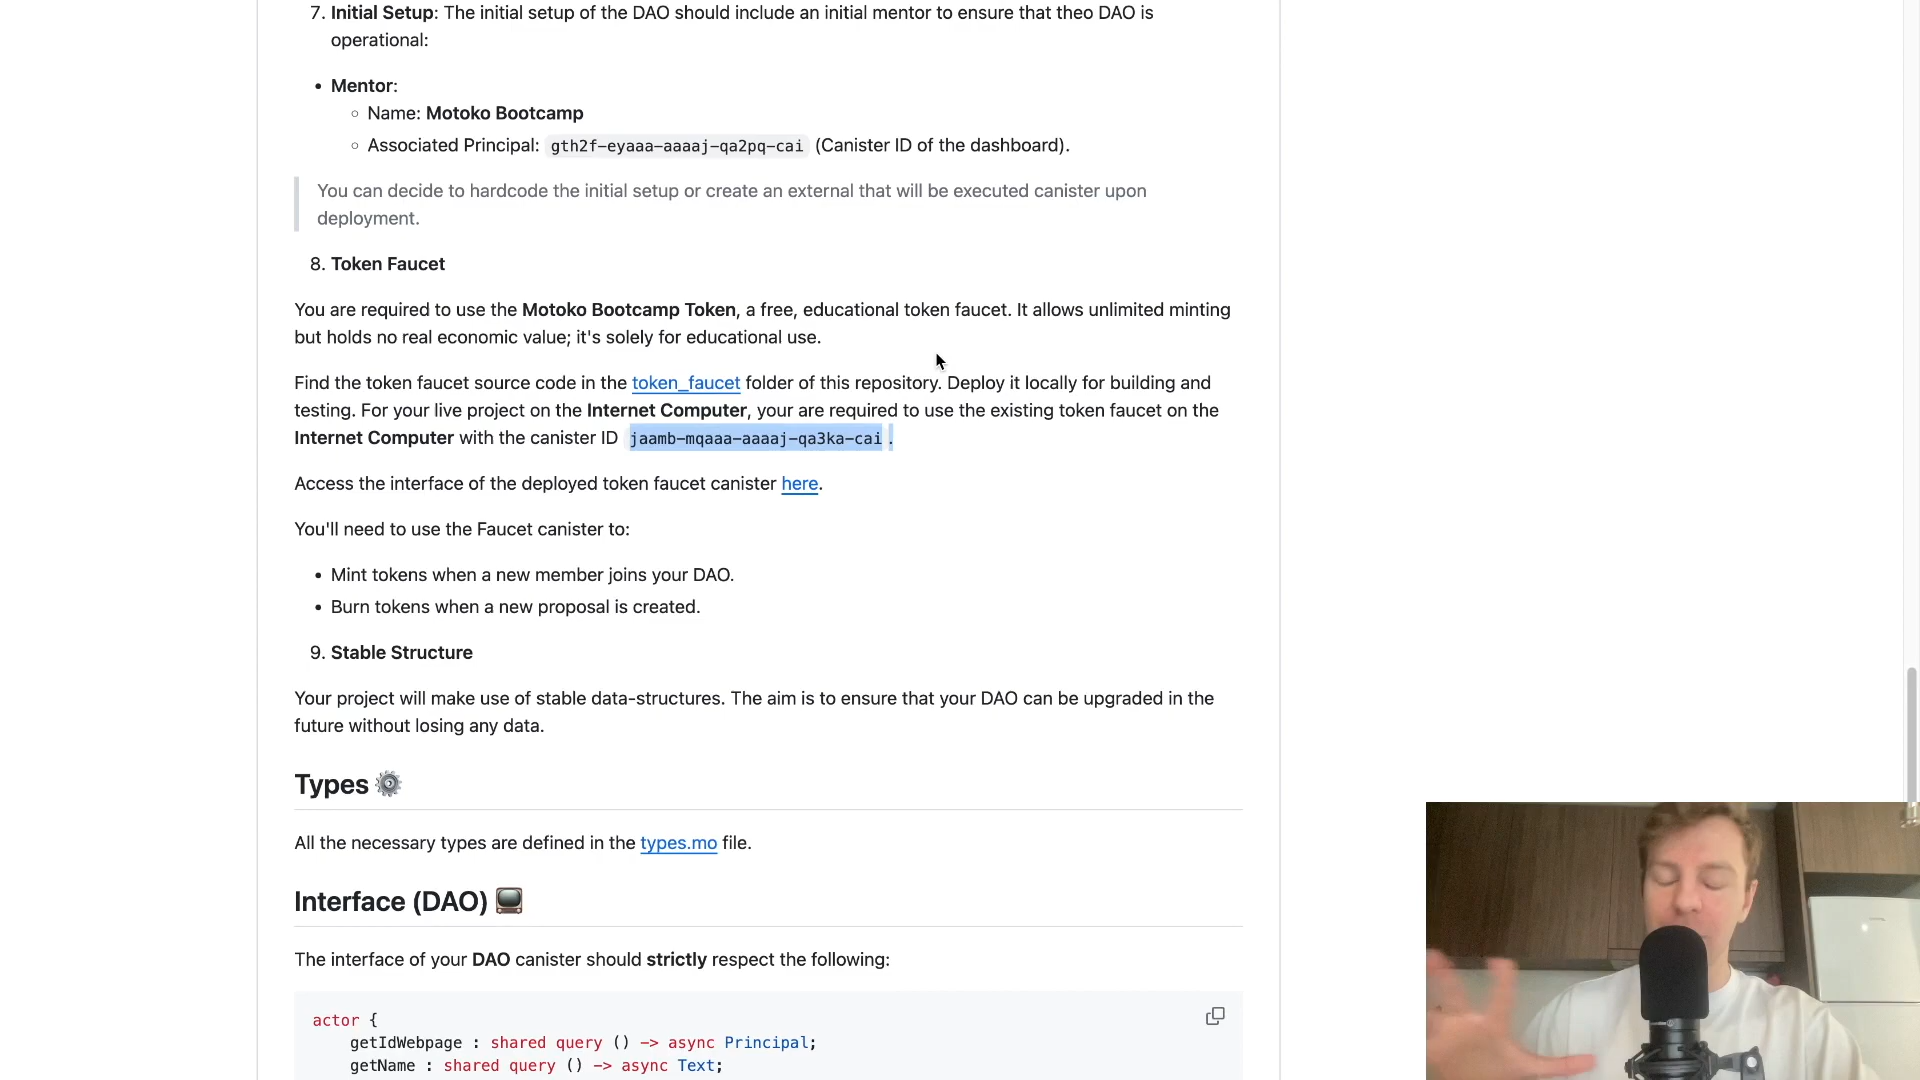 7. Initial Setup: The initial setup of the DAO should include an initial mentor to ensure that theo DAO is
operational:
• Mentor:
◦ Name: Motoko Bootcamp
◦ Associated Principal: gth2f-eyaaa-aaaaj-qa2pq-cai (Canister ID of the dashboard).
You can decide to hardcode the initial setup or create an external that will be executed canister upon
deployment.
8. Token Faucet
You are required to use the Motoko Bootcamp Token, a free, educational token faucet. It allows unlimited minting
but holds no real economic value; it's solely for educational use.
Find the token faucet source code in the token_faucet folder of this repository. Deploy it locally for building and
testing. For your live project on the Internet Computer, your are required to use the existing token faucet on the
Internet Computer with the canister ID jaamb-mqaaa-aaaaj-qa3ka-cai .
Access the interface of the deployed token faucet canister here.
You'll need to use the Faucet canister to:
• Mint tokens when a new member joins your DAO.
• Burn tokens when a new proposal is created.
9. Stable Structure
Your project will make use of stable data-structures. The aim is to ensure that your DAO can be upgraded in the
future without losing any data.
Types ⚙️
All the necessary types are defined in the types.mo file.
Interface (DAO) 📺
The interface of your DAO canister should strictly respect the following:
actor {
getIdWebpage : shared query () -> async Principal;
getName : shared query () -> async Text;